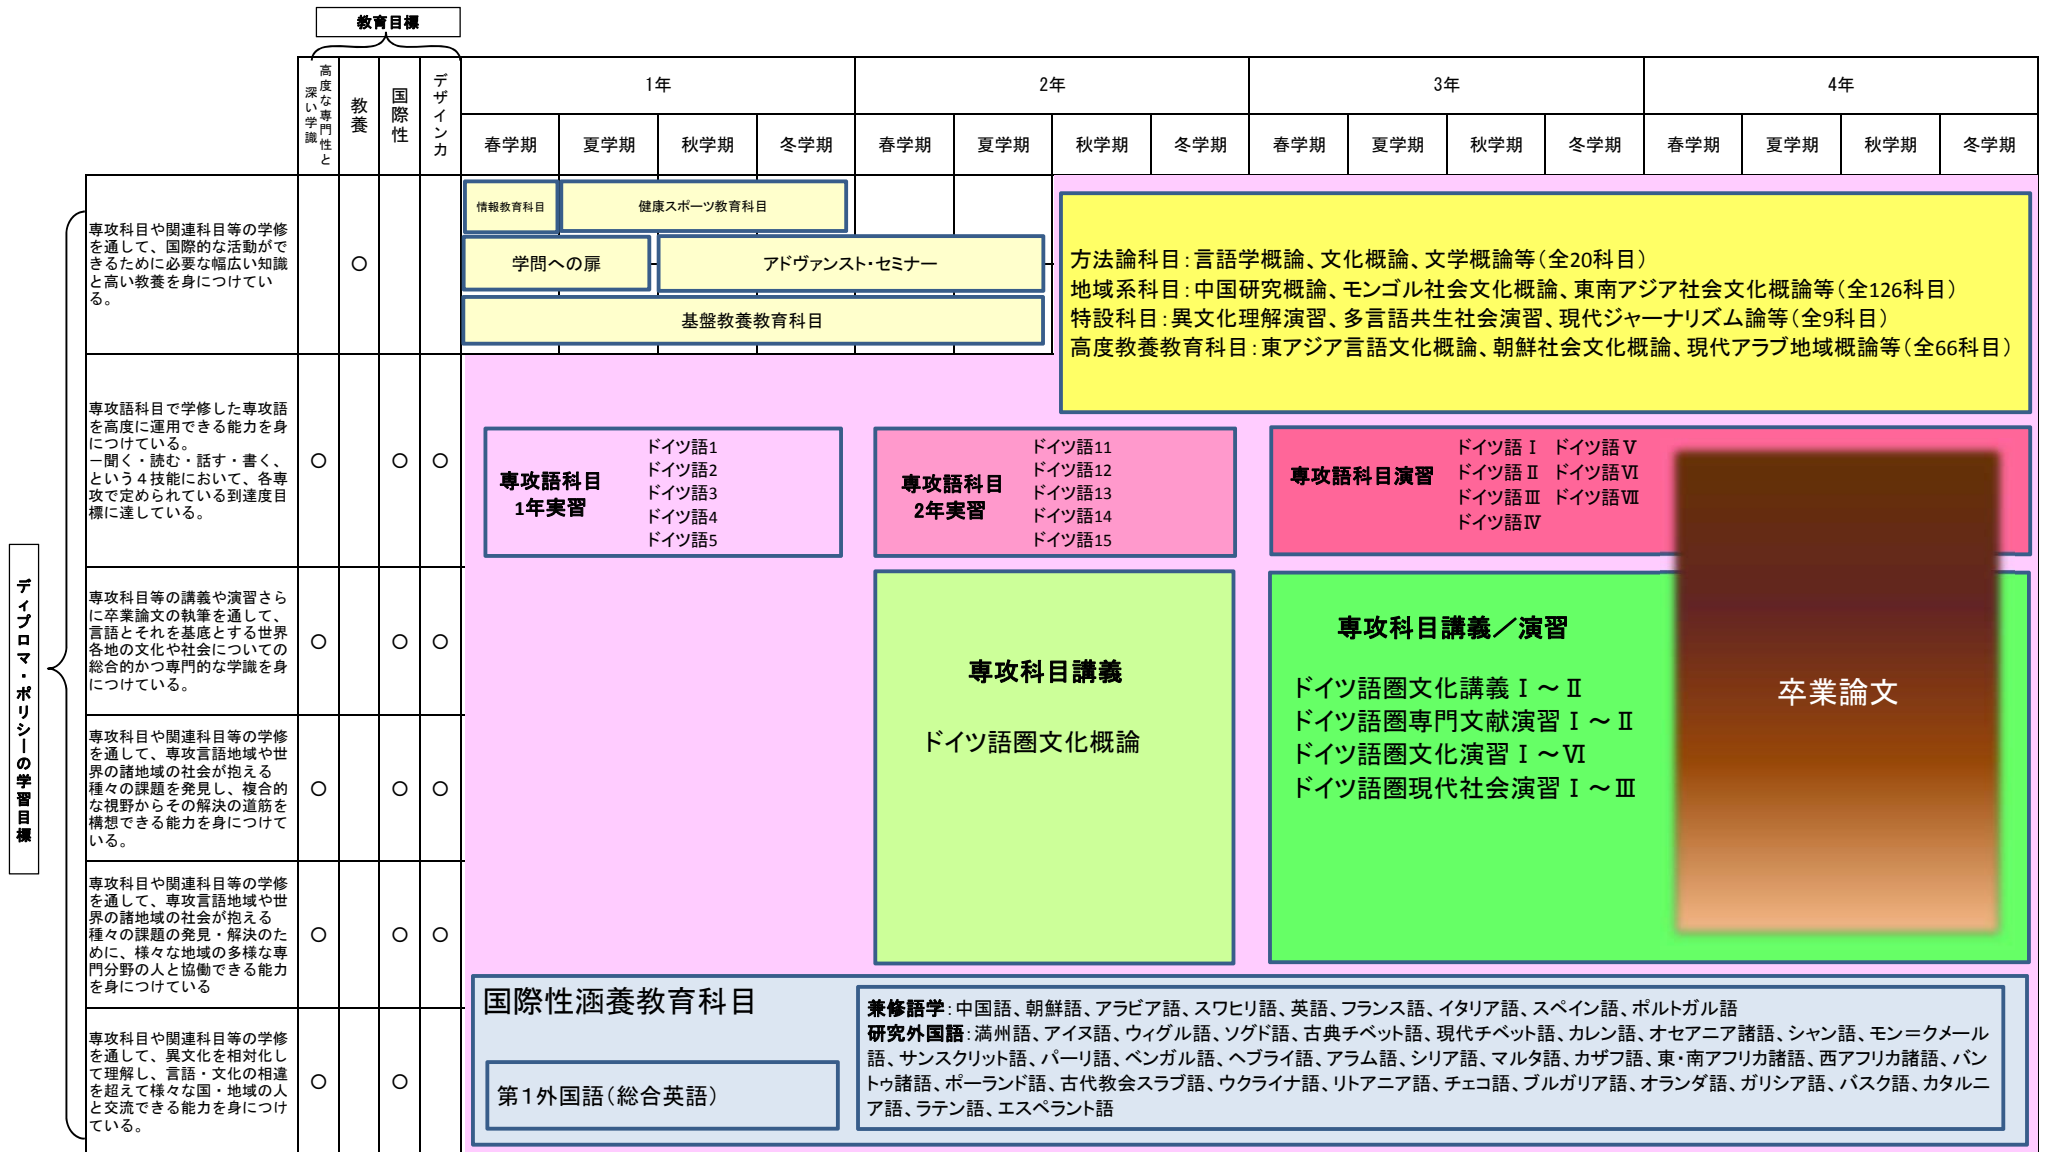 教育目標
高度な専門性と
深い学識
教養
国際性
デザイン力
1年
2年
3年
4年
春学期
夏学期
秋学期
冬学期
春学期
夏学期
秋学期
冬学期
春学期
夏学期
秋学期
冬学期
春学期
夏学期
秋学期
冬学期
ディプロマ・ポリシーの学習目標
専攻科目や関連科目等の学修
を通して、国際的な活動がで
きるために必要な幅広い知識
と高い教養を身につけてい
る。
○
情報教育科目
健康スポーツ教育科目
学問への扉
アドヴァンスト・セミナー
基盤教養教育科目
方法論科目：言語学概論、文化概論、文学概論等（全20科目）
地域系科目：中国研究概論、モンゴル社会文化概論、東南アジア社会文化概論等（全126科目）
特設科目：異文化理解演習、多言語共生社会演習、現代ジャーナリズム論等（全9科目）
高度教養教育科目：東アジア言語文化概論、朝鮮社会文化概論、現代アラブ地域概論等（全66科目）
専攻語科目で学修した専攻語
を高度に運用できる能力を身
につけている。
－聞く・読む・話す・書く、
という４技能において、各専
攻で定められている到達度目
標に達している。
○ ○ ○
専攻語科目
1年実習
ドイツ語1
ドイツ語2
ドイツ語3
ドイツ語4
ドイツ語5
専攻語科目
2年実習
ドイツ語11
ドイツ語12
ドイツ語13
ドイツ語14
ドイツ語15
専攻語科目演習
ドイツ語Ⅰ ドイツ語Ⅴ
ドイツ語Ⅱ ドイツ語Ⅵ
ドイツ語Ⅲ ドイツ語Ⅶ
ドイツ語Ⅳ
専攻科目等の講義や演習さら
に卒業論文の執筆を通して、
言語とそれを基底とする世界
各地の文化や社会についての
総合的かつ専門的な学識を身
につけている。
○ ○ ○
専攻科目講義
ドイツ語圏文化概論
専攻科目講義／演習
ドイツ語圏文化講義Ⅰ～Ⅱ
ドイツ語圏専門文献演習Ⅰ～Ⅱ
ドイツ語圏文化演習Ⅰ～Ⅵ
ドイツ語圏現代社会演習Ⅰ～Ⅲ
卒業論文
専攻科目や関連科目等の学修
を通して、専攻言語地域や世
界の諸地域の社会が抱える
種々の課題を発見し、複合的
な視野からその解決の道筋を
構想できる能力を身につけて
いる。
○ ○ ○
専攻科目や関連科目等の学修
を通して、専攻言語地域や世
界の諸地域の社会が抱える
種々の課題の発見・解決のた
めに、様々な地域の多様な専
門分野の人と協働できる能力
を身につけている
○ ○ ○
専攻科目や関連科目等の学修
を通して、異文化を相対化し
て理解し、言語・文化の相違
を超えて様々な国・地域の人
と交流できる能力を身につけ
ている。
○ ○
国際性涵養教育科目
第１外国語（総合英語）
兼修語学：中国語、朝鮮語、アラビア語、スワヒリ語、英語、フランス語、イタリア語、スペイン語、ポルトガル語
研究外国語：満州語、アイヌ語、ウィグル語、ソグド語、古典チベット語、現代チベット語、カレン語、オセアニア諸語、シャン語、モン＝クメール
語、サンスクリット語、パーリ語、ベンガル語、ヘブライ語、アラム語、シリア語、マルタ語、カザフ語、東・南アフリカ諸語、西アフリカ諸語、バン
トゥ諸語、ポーランド語、古代教会スラブ語、ウクライナ語、リトアニア語、チェコ語、ブルガリア語、オランダ語、ガリシア語、バスク語、カタルニ
ア語、ラテン語、エスペラント語